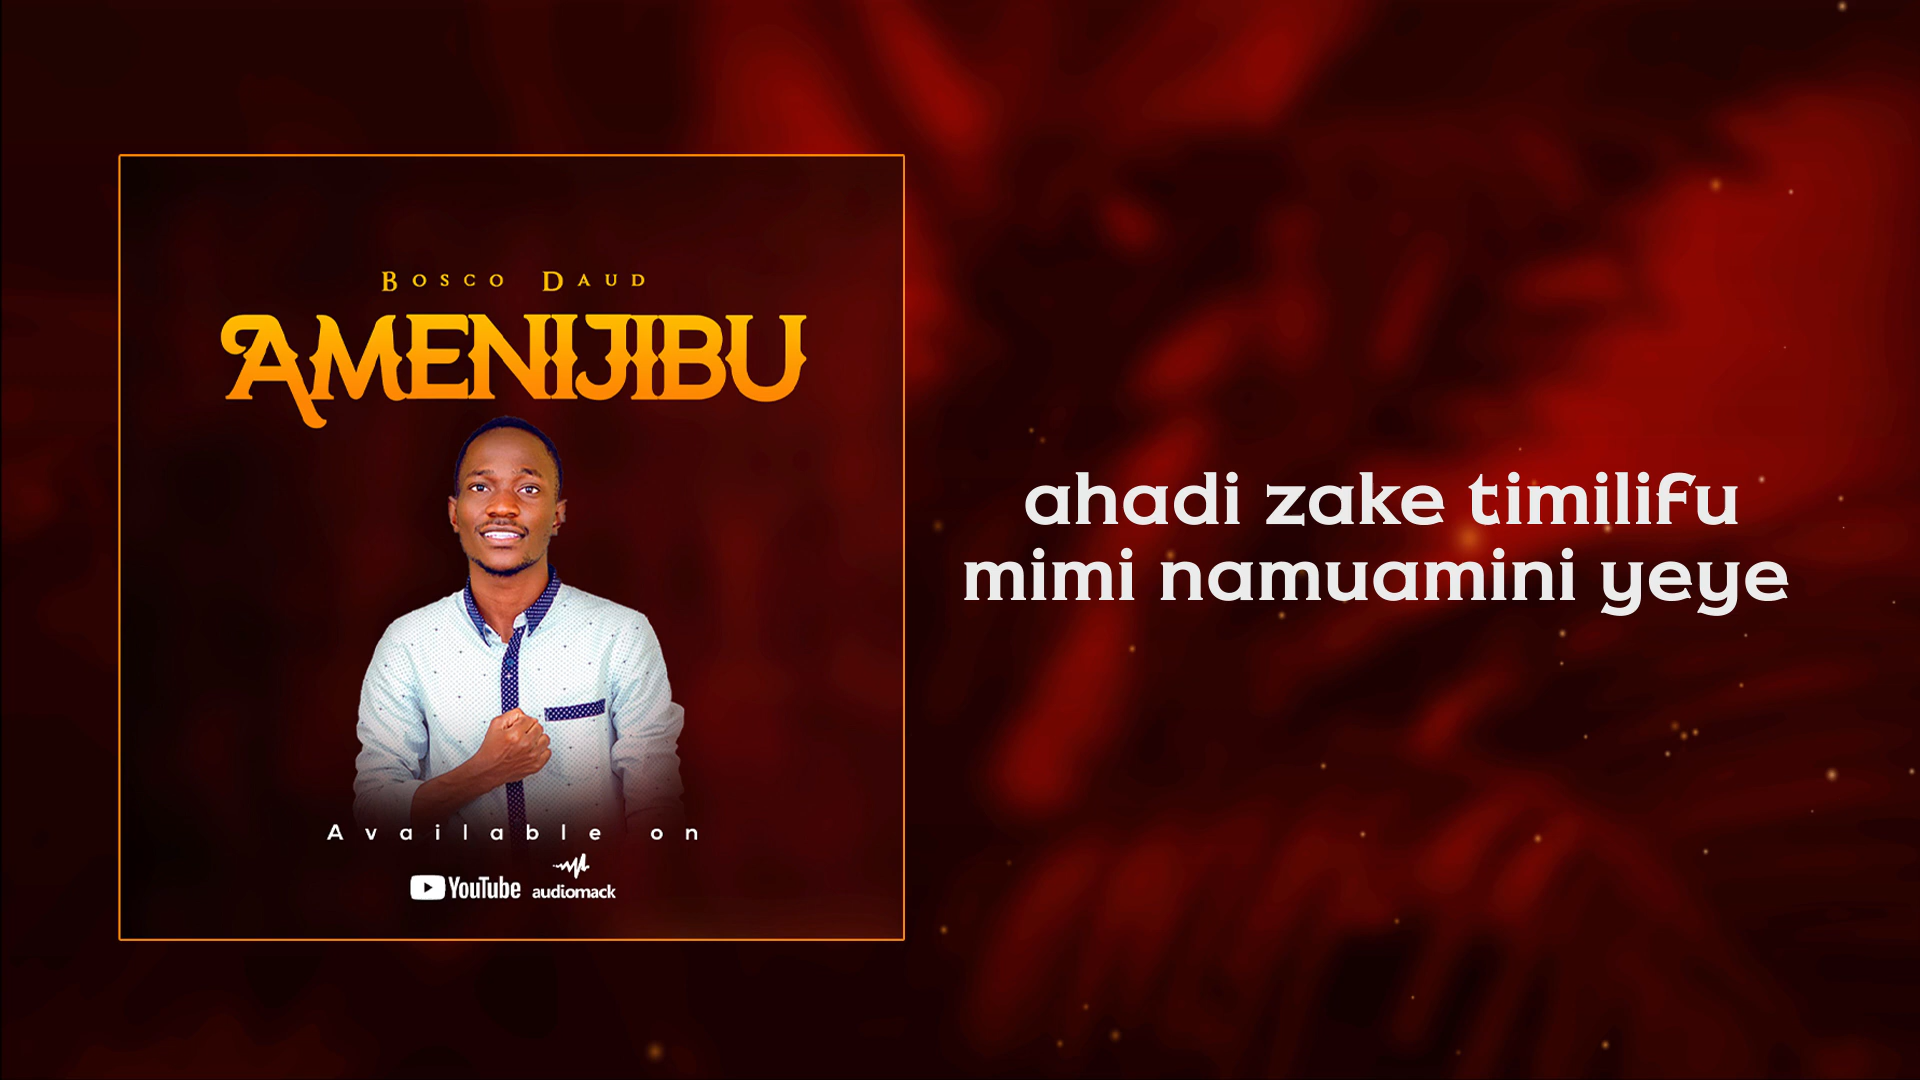 Bosco Daud
AMENIJIBU
Available on
YouTube audiomack
ahadi zake timilifu
mimi namuamini yeye